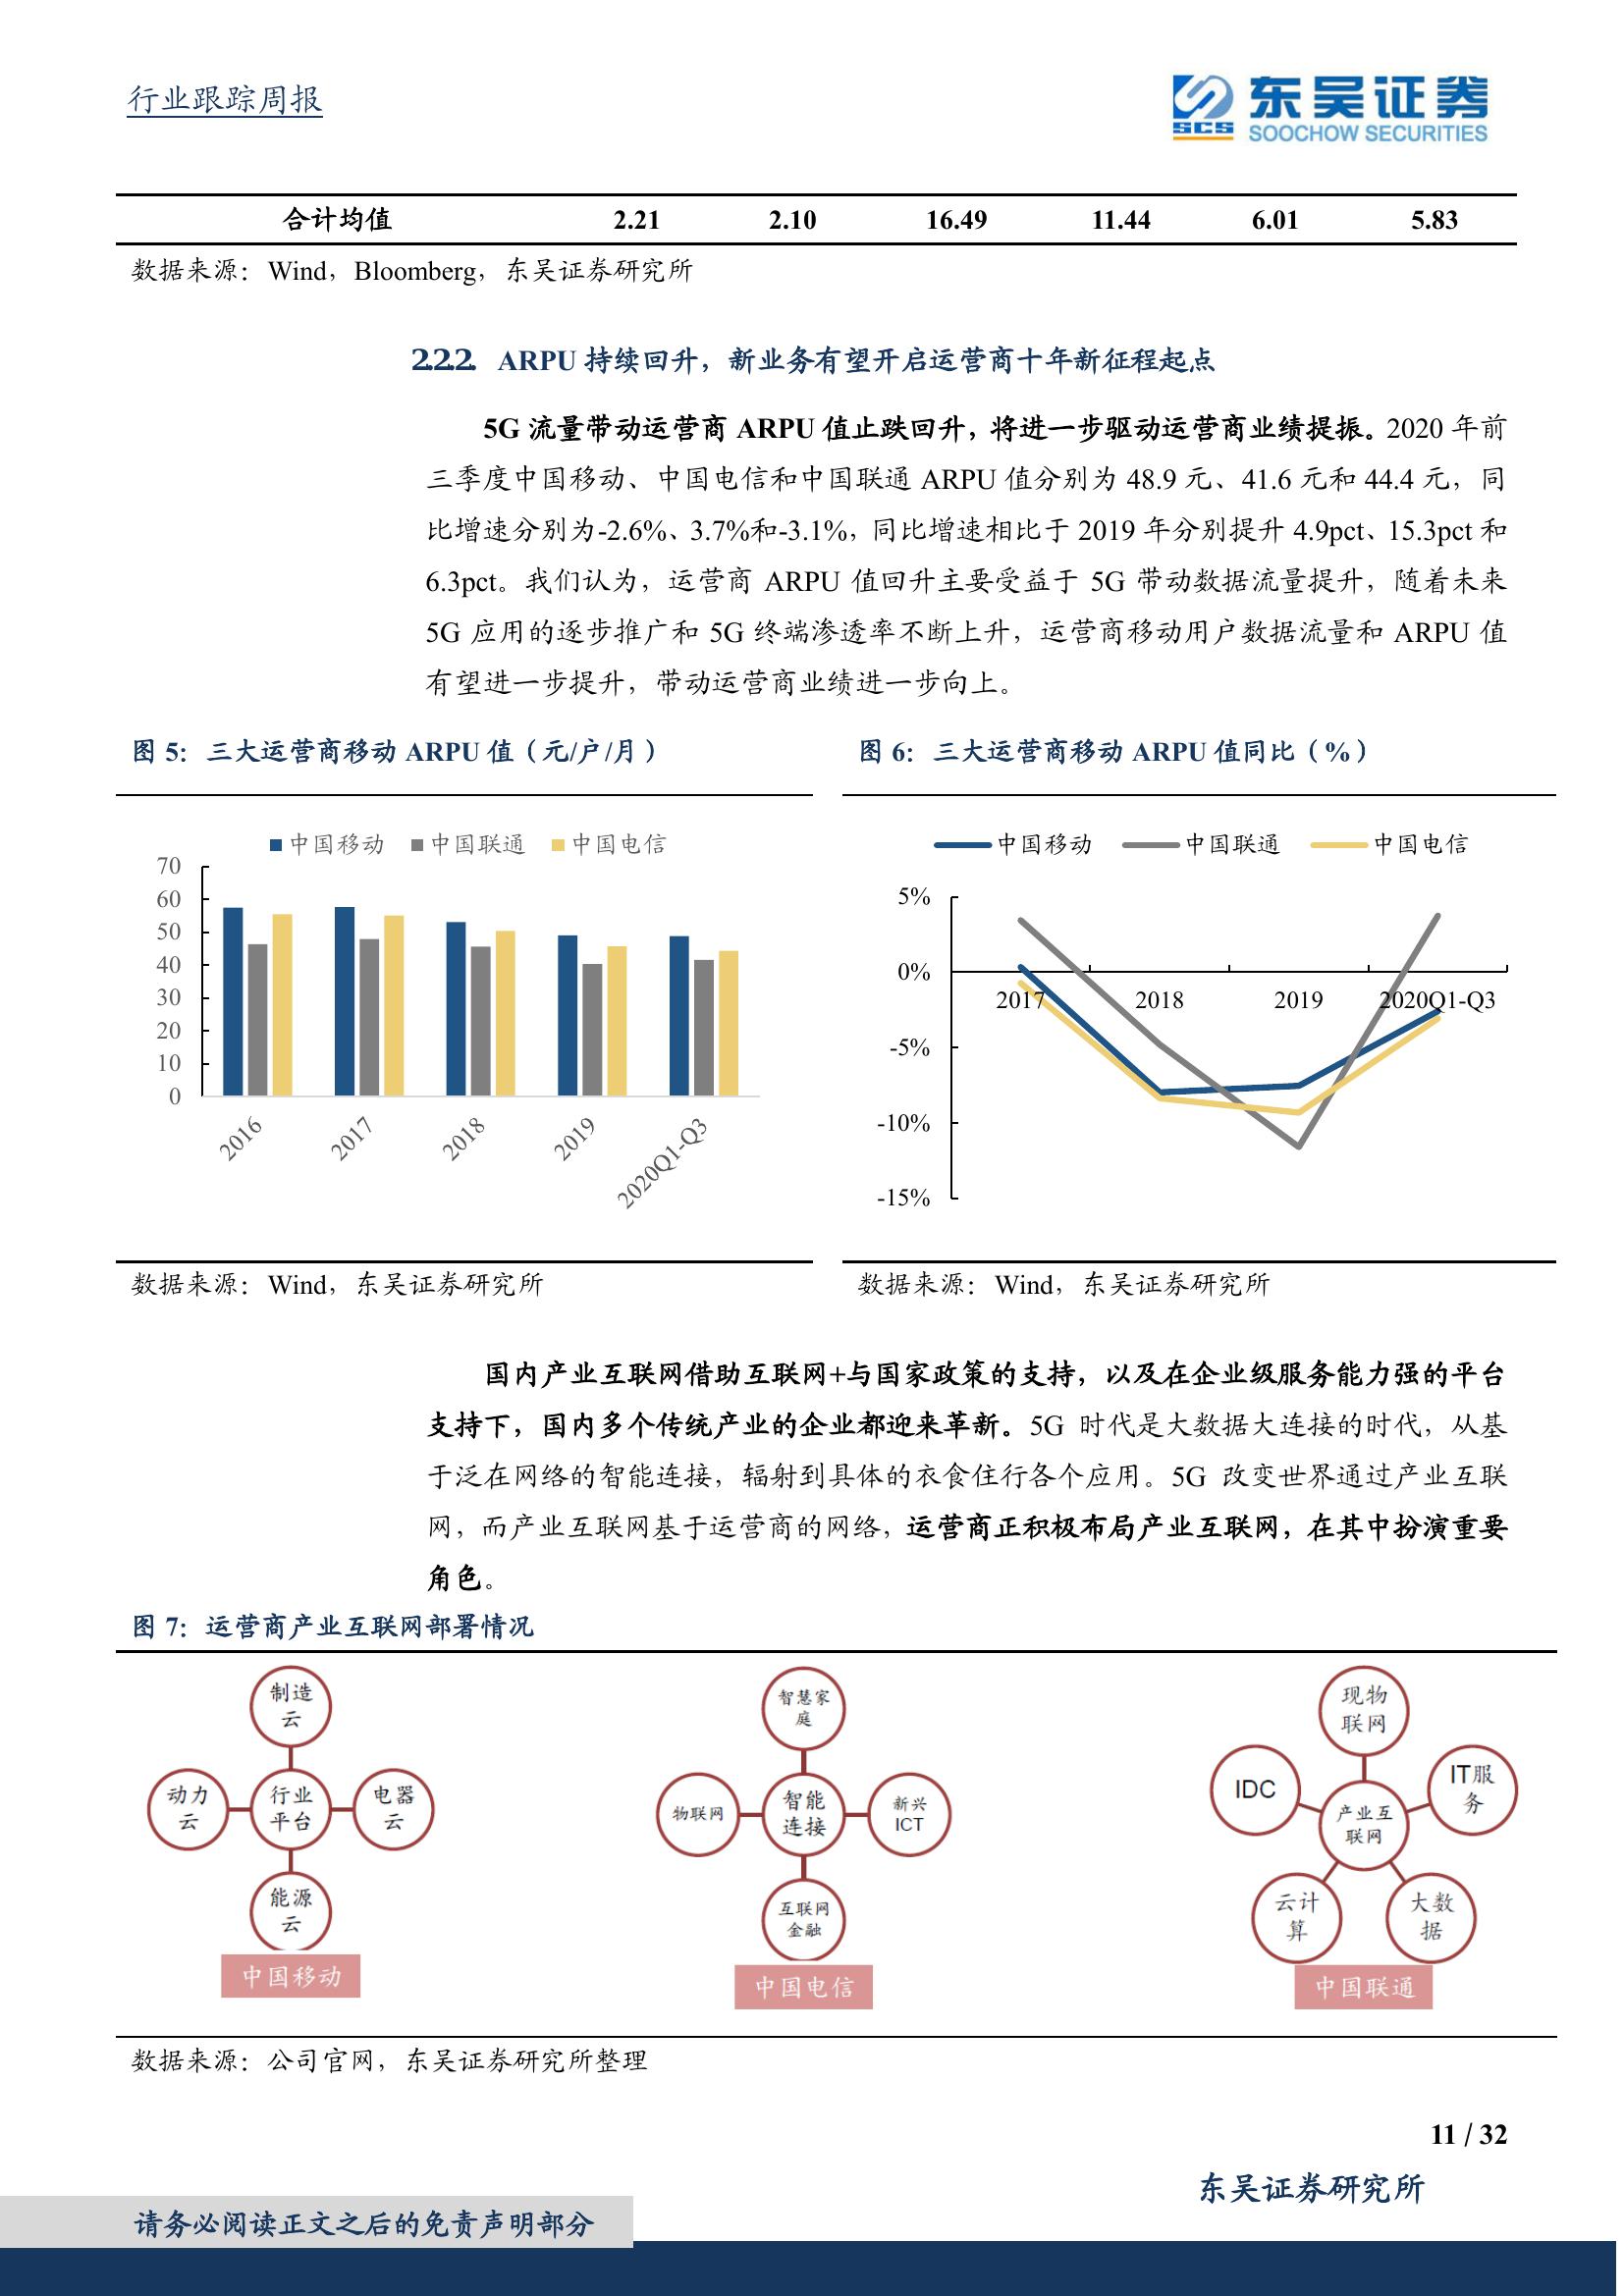 行业跟踪周报
SCS
东吴证券
SOOCHOW SECURITIES
合计均值 2.21 2.10 16.49 11.44 6.01 5.83
数据来源：Wind，Bloomberg，东吴证券研究所
2.2.2. ARPU 持续回升，新业务有望开启运营商十年新征程起点
5G 流量带动运营商 ARPU 值止跌回升，将进一步驱动运营商业绩提振。2020 年前
三季度中国移动、中国电信和中国联通 ARPU 值分别为 48.9 元、41.6 元和 44.4 元，同
比增速分别为-2.6%、3.7%和-3.1%，同比增速相比于 2019 年分别提升 4.9pct、15.3pct 和
6.3pct。我们认为，运营商 ARPU 值回升主要受益于 5G 带动数据流量提升，随着未来
5G 应用的逐步推广和 5G 终端渗透率不断上升，运营商移动用户数据流量和 ARPU 值
有望进一步提升，带动运营商业绩进一步向上。
图 5：三大运营商移动 ARPU 值（元/户/月）
中国移动 中国联通 中国电信
70
60
50
40
30
20
10
0
2016 2017 2018 2019 2020Q1-Q3
数据来源：Wind，东吴证券研究所
图 6：三大运营商移动 ARPU 值同比（%）
中国移动 中国联通 中国电信
5%
0%
-5%
-10%
-15%
2017 2018 2019 2020Q1-Q3
数据来源：Wind，东吴证券研究所
国内产业互联网借助互联网+与国家政策的支持，以及在企业级服务能力强的平台
支持下，国内多个传统产业的企业都迎来革新。5G 时代是大数据大连接的时代，从基
于泛在网络的智能连接，辐射到具体的衣食住行各个应用。5G 改变世界通过产业互联
网，而产业互联网基于运营商的网络，运营商正积极布局产业互联网，在其中扮演重要
角色。
图 7：运营商产业互联网部署情况
制造
云
动力
云
行业
平台
电器
云
能源
云
中国移动
智慧家
庭
物联网
智能
连接
新兴
ICT
互联网
金融
中国电信
现物
联网
IDC
IT服
务
产业互
联网
云计
算
大数
据
中国联通
数据来源：公司官网，东吴证券研究所整理
11 / 32
东吴证券研究所
请务必阅读正文之后的免责声明部分